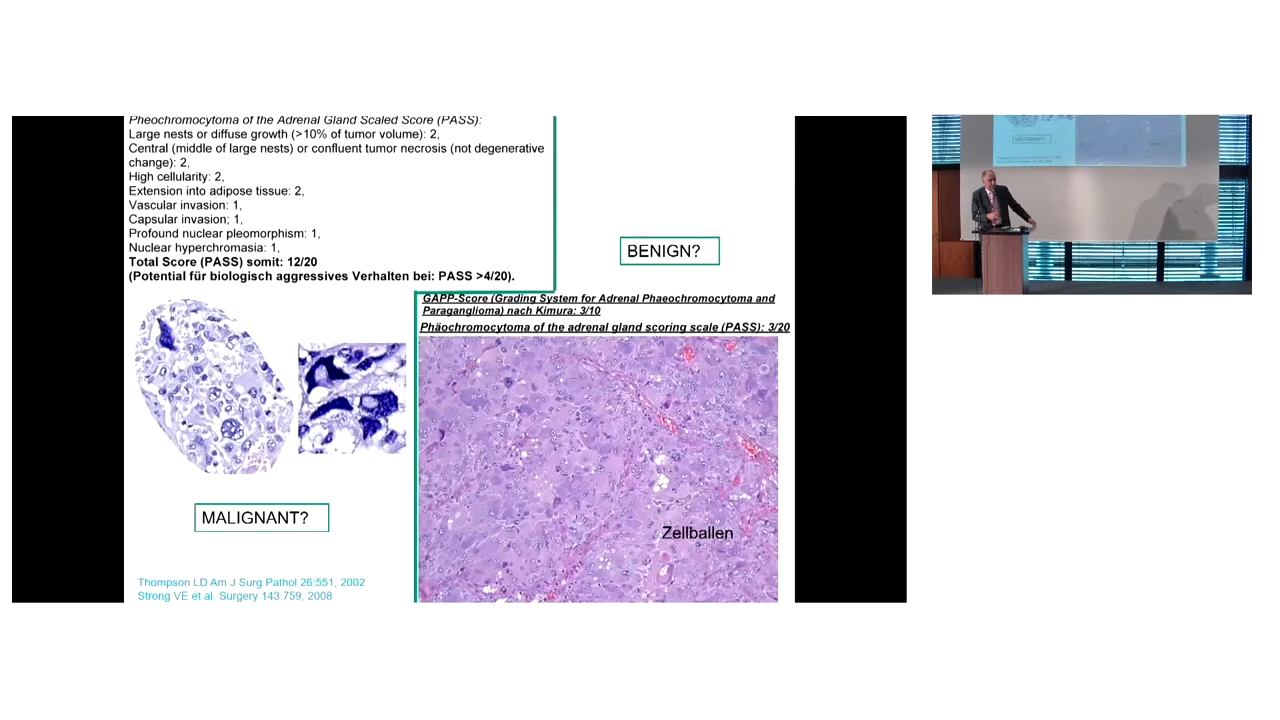 Pheochromocytoma of the Adrenal Gland Scaled Score (PASS):
Large nests or diffuse growth (>10% of tumor volume): 2,
Central (middle of large nests) or confluent tumor necrosis (not degenerative
change): 2,
High cellularity: 2,
Extension into adipose tissue: 2,
Vascular invasion: 1,
Capsular invasion; 1,
Profound nuclear pleomorphism: 1,
Nuclear hyperchromasia: 1,
Total Score (PASS) somit: 12/20
(Potential für biologisch aggressives Verhalten bei: PASS >4/20).
BENIGN?
GAPP-Score (Grading System for Adrenal Phaeochromocytoma and
Paraganglioma) nach Kimura: 3/10
Phäochromocytoma of the adrenal gland scoring scale (PASS): 3/20
Zellballen
MALIGNANT?
Thompson LD Am J Surg Pathol 26:551, 2002
Strong VE et al. Surgery 143:759, 2008
MALIGNANT?